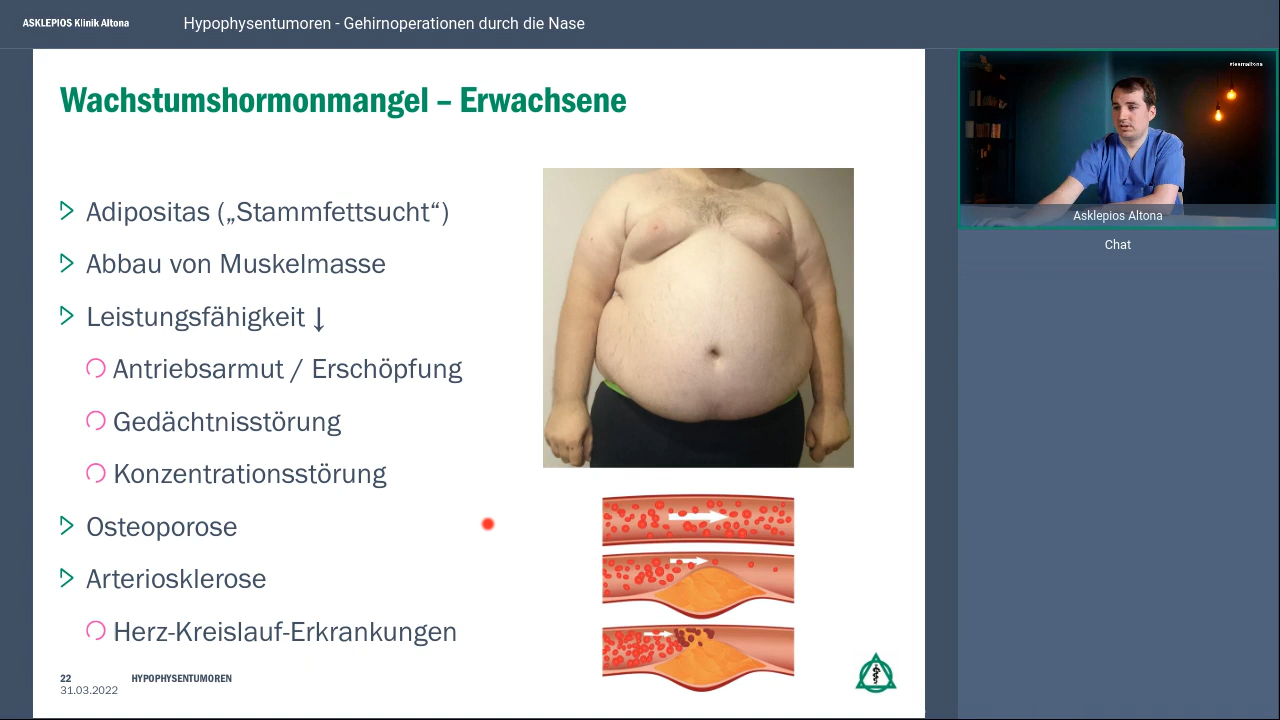 ASKLEPIOS Klinik Altona
Hypophysentumoren - Gehirnoperationen durch die Nase
Wachstumshormonmangel – Erwachsene
Adipositas („Stammfettsucht“)
Abbau von Muskelmasse
Leistungsfähigkeit ↓
Antriebsarmut / Erschöpfung
Gedächtnisstörung
Konzentrationsstörung
Osteoporose
Arteriosklerose
Herz-Kreislauf-Erkrankungen
22 HYPOPHYSENTUMOREN
31.03.2022
#teamaltona
Asklepios Altona
Chat